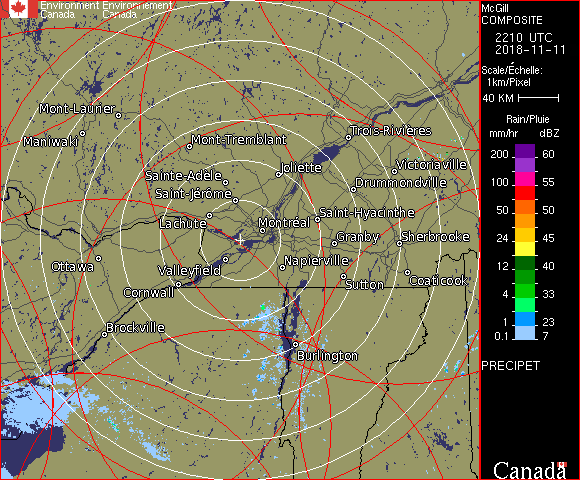 Environment Environnement
Canada Canada
McGill
COMPOSITE
2210 UTC
2018-11-11
Scale/Échelle:
1km/Pixel
40 KM
Rain/Pluie
mm/hr dBZ
200 60
155
100 55
50 50
24 45
12 40
4 33
1 23
0.1 7
PRECIPET
Canada
Mont-Laurier
Maniwaki
Mont-Tremblant
Trois-Rivières
Sainte-Adèle
Joliette
Victoriaville
Saint-Jérôme
Drummondville
Lachute
Montréal
Saint-Hyacinthe
Granby
Sherbrooke
Ottawa
Valleyfield
Napierville
Cornwall
Sutton
Coaticook
Brockville
Burlington